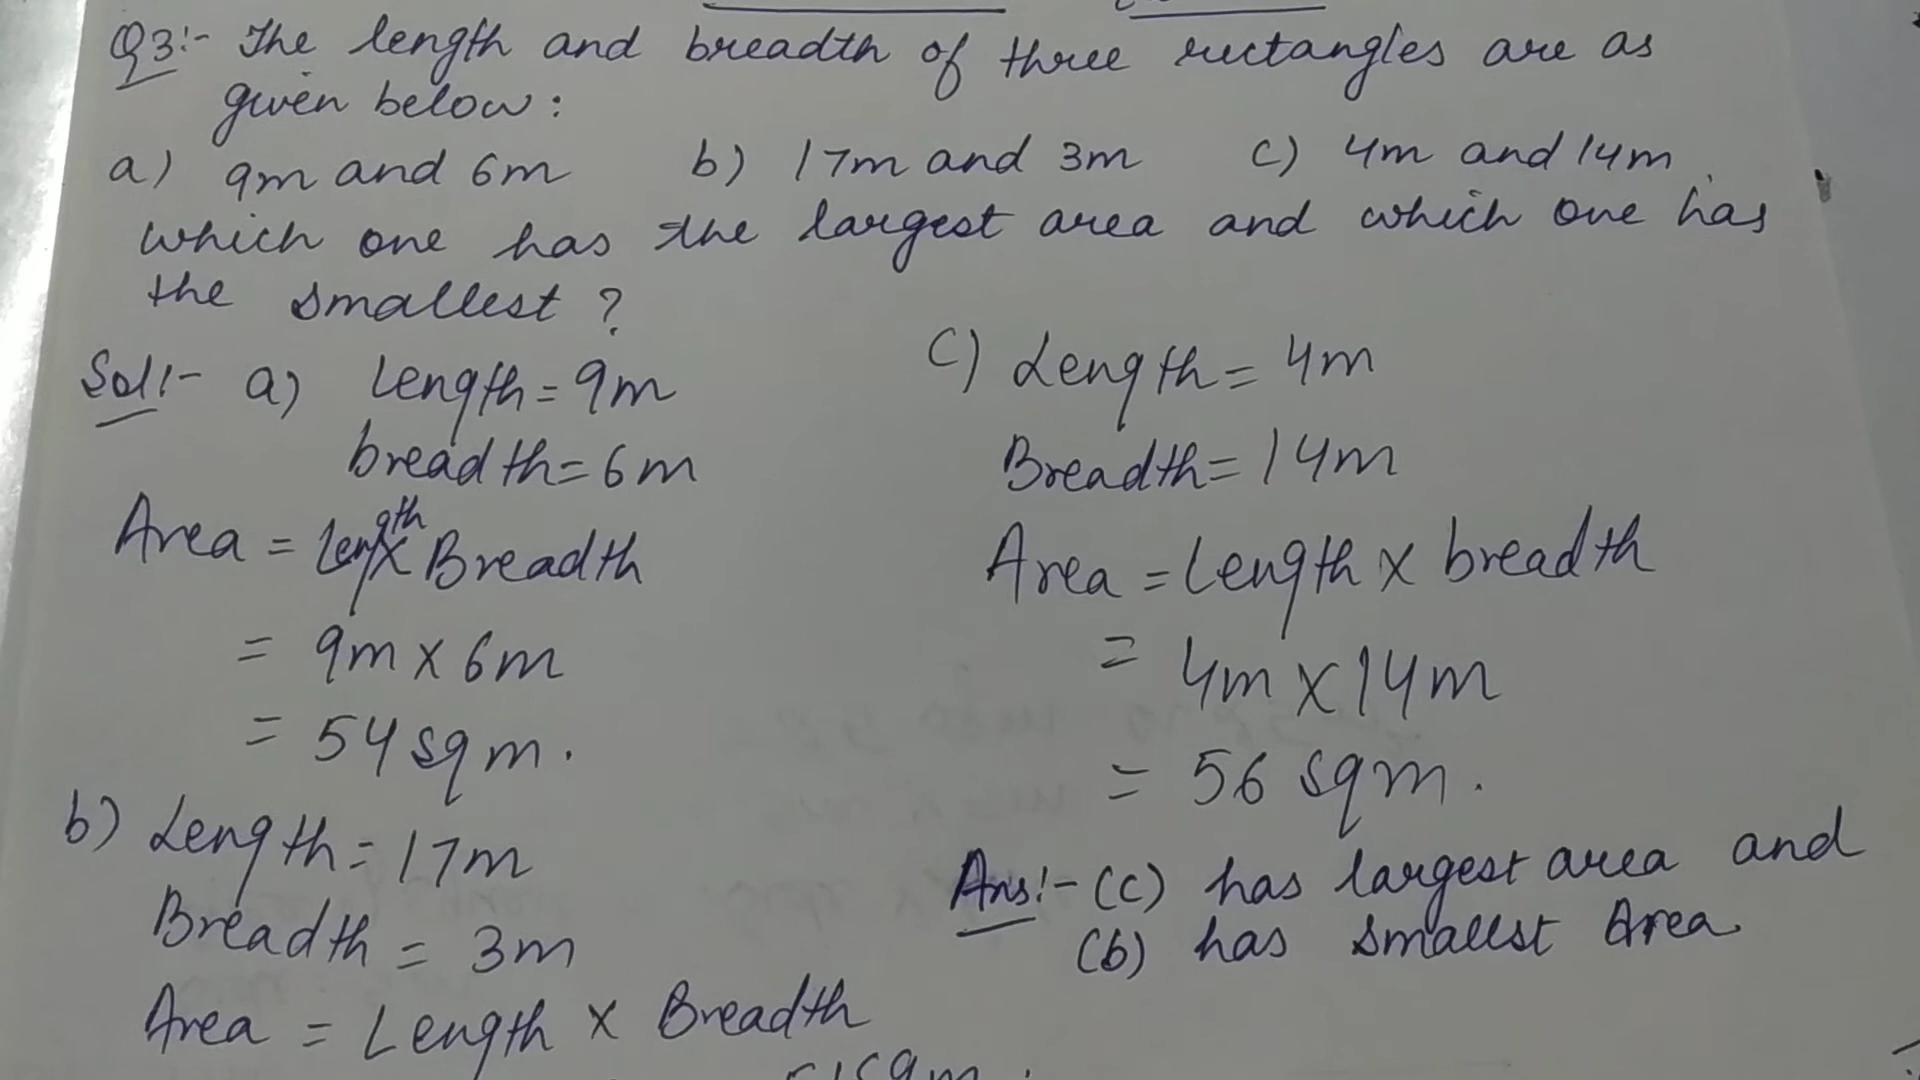 Q3:- The length and breadth of three rectangles are as
given below:
a) 9m and 6m b) 17m and 3m c) 4m and 14m.
which one has the largest area and which one has
the smallest?
Sol:- a) Length = 9m
breadth = 6m
Area = Length x Breadth
= 9m x 6m
= 54 sq m.
b) Length = 17m
Breadth = 3m
Area = Length x Breadth
c) Length = 4m
Breadth = 14m
Area = Length x breadth
= 4m x 14m
= 56 sqm.
Ans:- (c) has largest area and
(b) has smallest Area